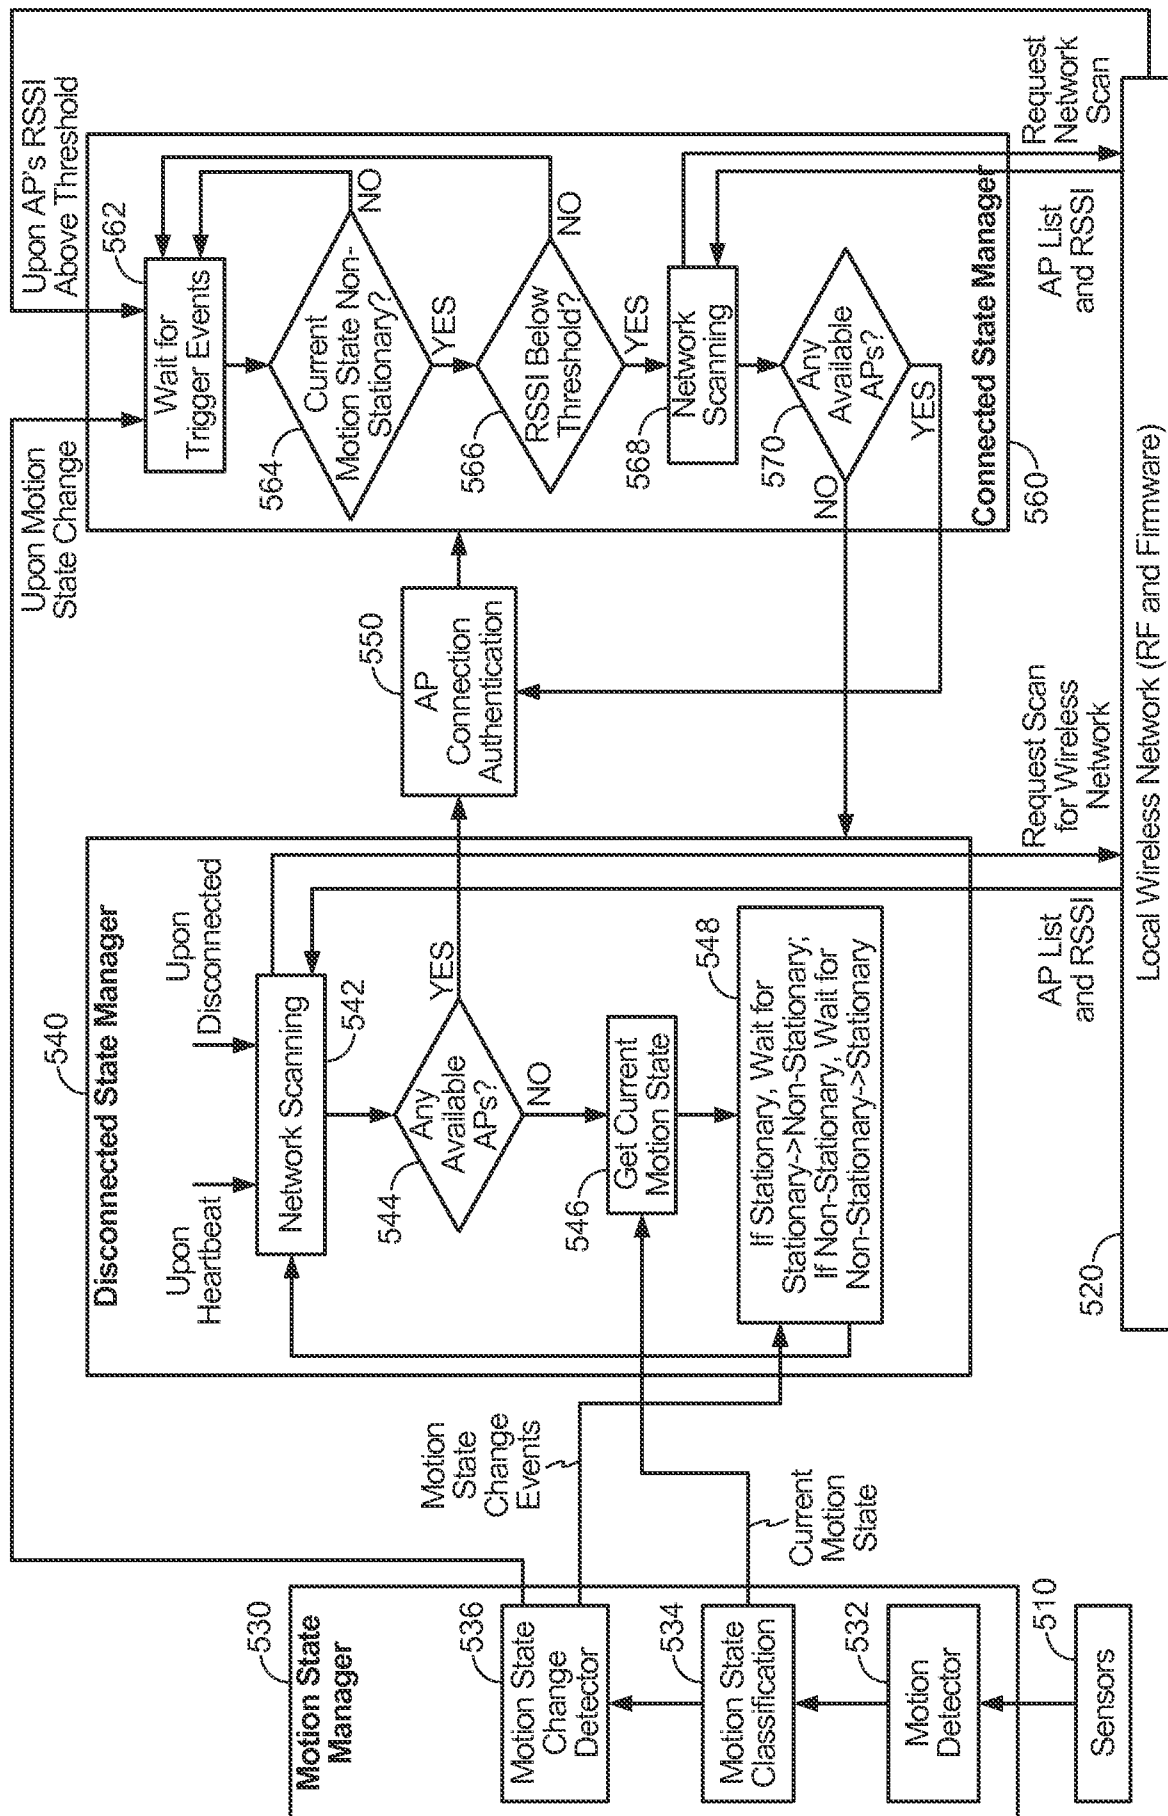 530
Motion State
Manager
536
Motion State
Change
Detector
534
Motion State
Classification
532
Motion
Detector
510
Sensors
Motion
State
Change
Events
Current
Motion
State
540
Disconnected State Manager
Upon
Heartbeat
Upon
Disconnected
Network Scanning
542
544
Any
Available
APs?
YES
NO
546
Get Current
Motion State
548
If Stationary, Wait for
Stationary->Non-Stationary;
If Non-Stationary, Wait for
Non-Stationary->Stationary
550
AP
Connection
Authentication
Upon Motion
State Change
Upon AP's RSSI
Above Threshold
562
Wait for
Trigger Events
564
Current
Motion State Non-
Stationary?
NO
YES
566
RSSI Below
Threshold?
NO
YES
568
Network
Scanning
570
Any
Available
APs?
NO
YES
Connected State Manager
560
AP List
and RSSI
Request Scan
for Wireless
Network
AP List
and RSSI
Request
Network
Scan
520
Local Wireless Network (RF and Firmware)